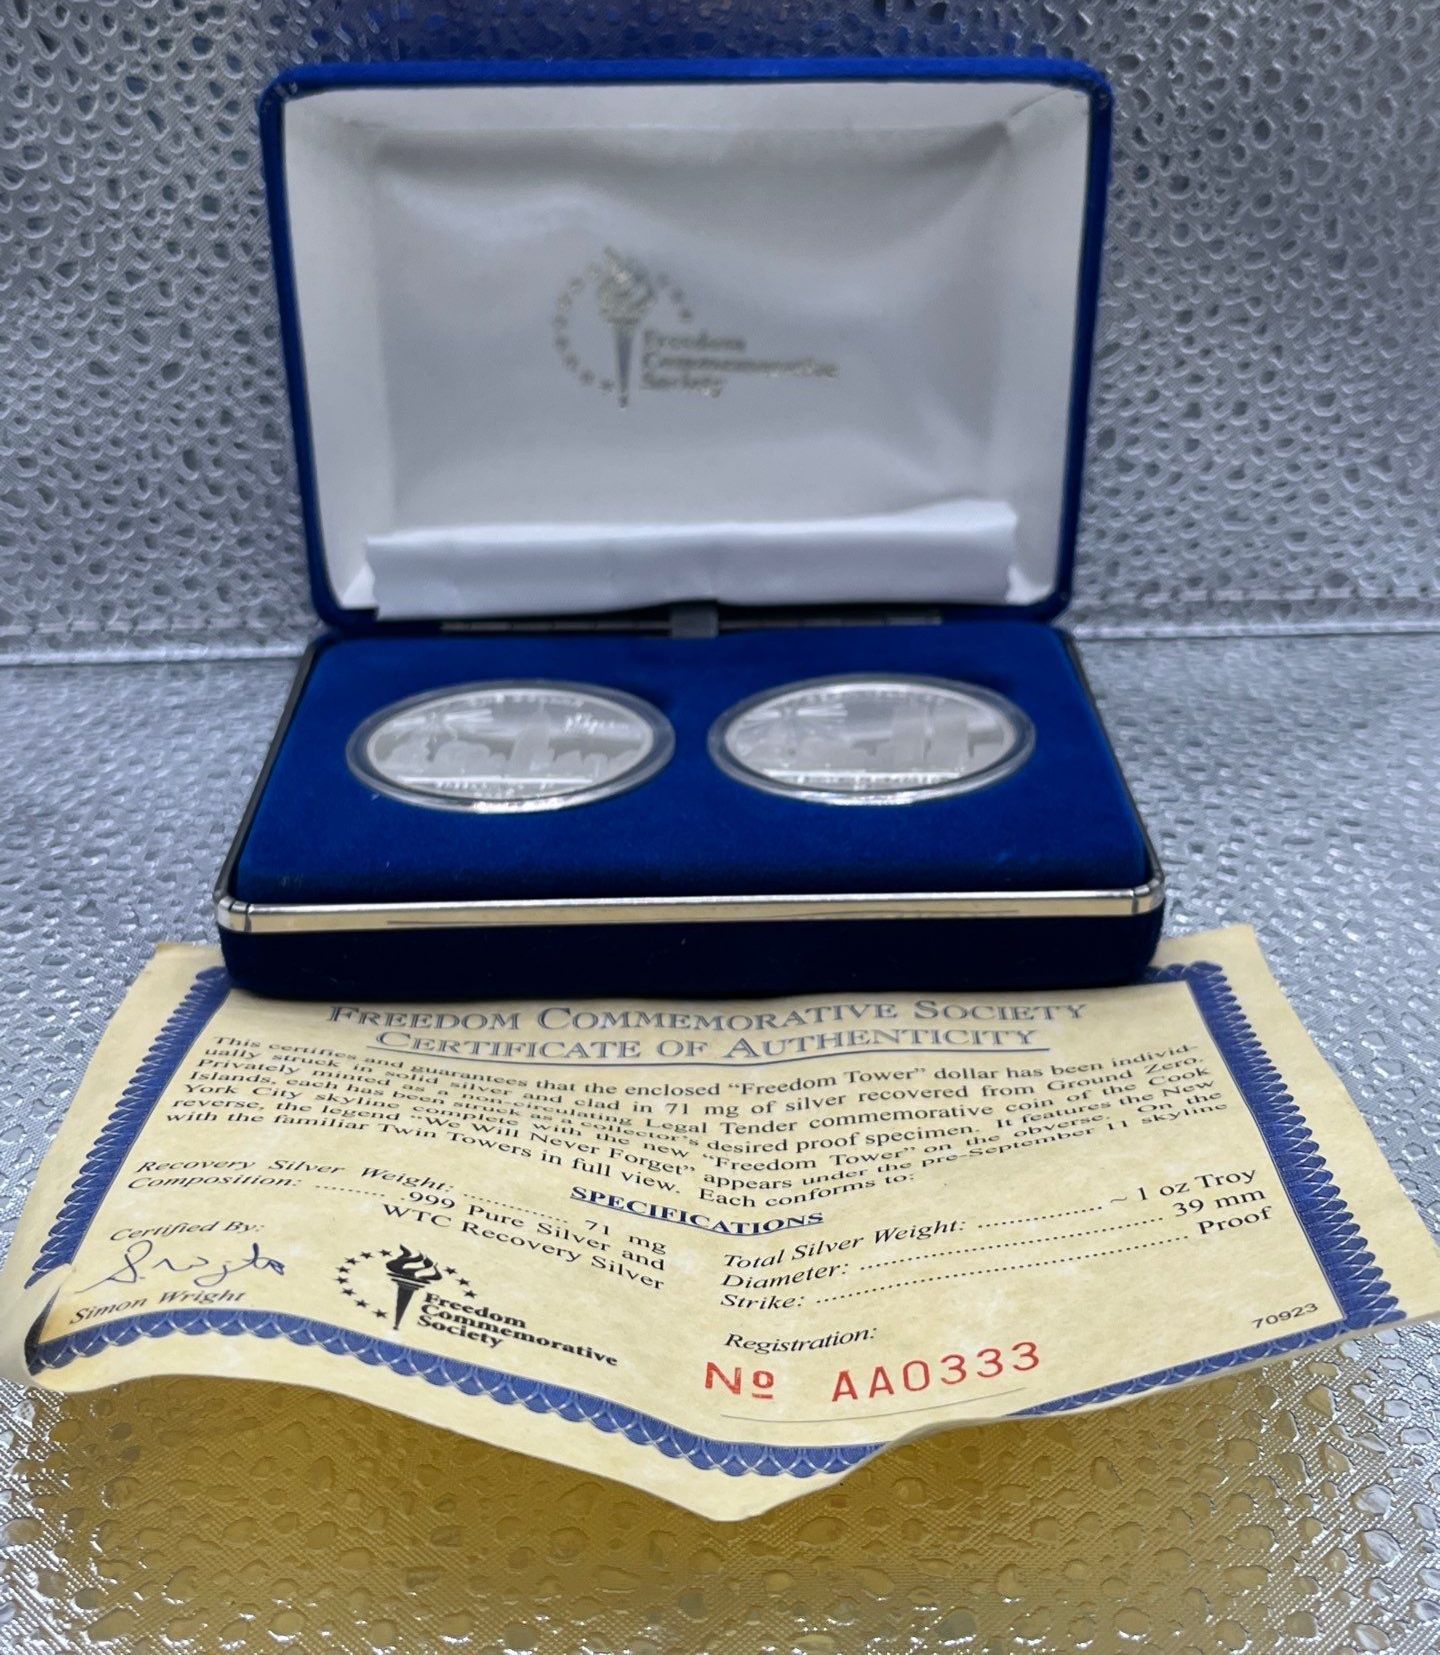 Freedom
Commemorative
Society
FREEDOM COMMEMORATIVE SOCIETY
CERTIFICATE OF AUTHENTICITY
This certifies and guarantees that the enclosed "Freedom Tower" dollar has been individ-
ually struck in solid silver and clad in 71 mg of silver recovered from Ground Zero.
Privately minted as a non-circulating Legal Tender commemorative coin of the Cook
Islands, each has been struck as a collector's desired proof specimen. It features the New
York City skyline complete with the new "Freedom Tower" on the obverse. On the
reverse, the legend "We Will Never Forget" appears under the pre-September 11 skyline
with the familiar Twin Towers in full view. Each conforms to:
SPECIFICATIONS
Recovery Silver Weight: ............... 71 mg
Composition: .......... .999 Pure Silver and
WTC Recovery Silver
Total Silver Weight: ................ ~ 1 oz Troy
Diameter: ........................................ 39 mm
Strike: ................................................ Proof
Certified By:
Simon Wright
Freedom
Commemorative
Society
Registration:
No AA0333
70923